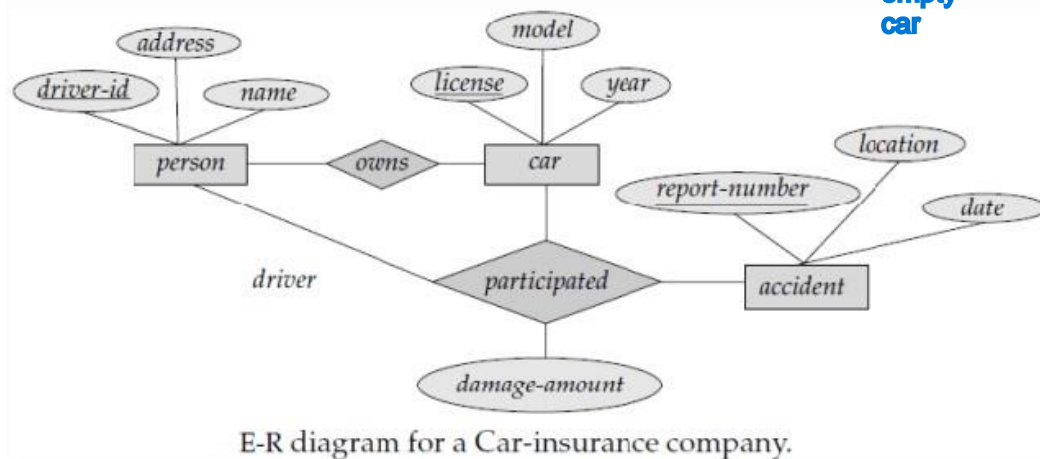 empty
car
model
address
license
year
driver-id
name
location
person
owns
car
report-number
date
driver
participated
accident
damage-amount
E-R diagram for a Car-insurance company.